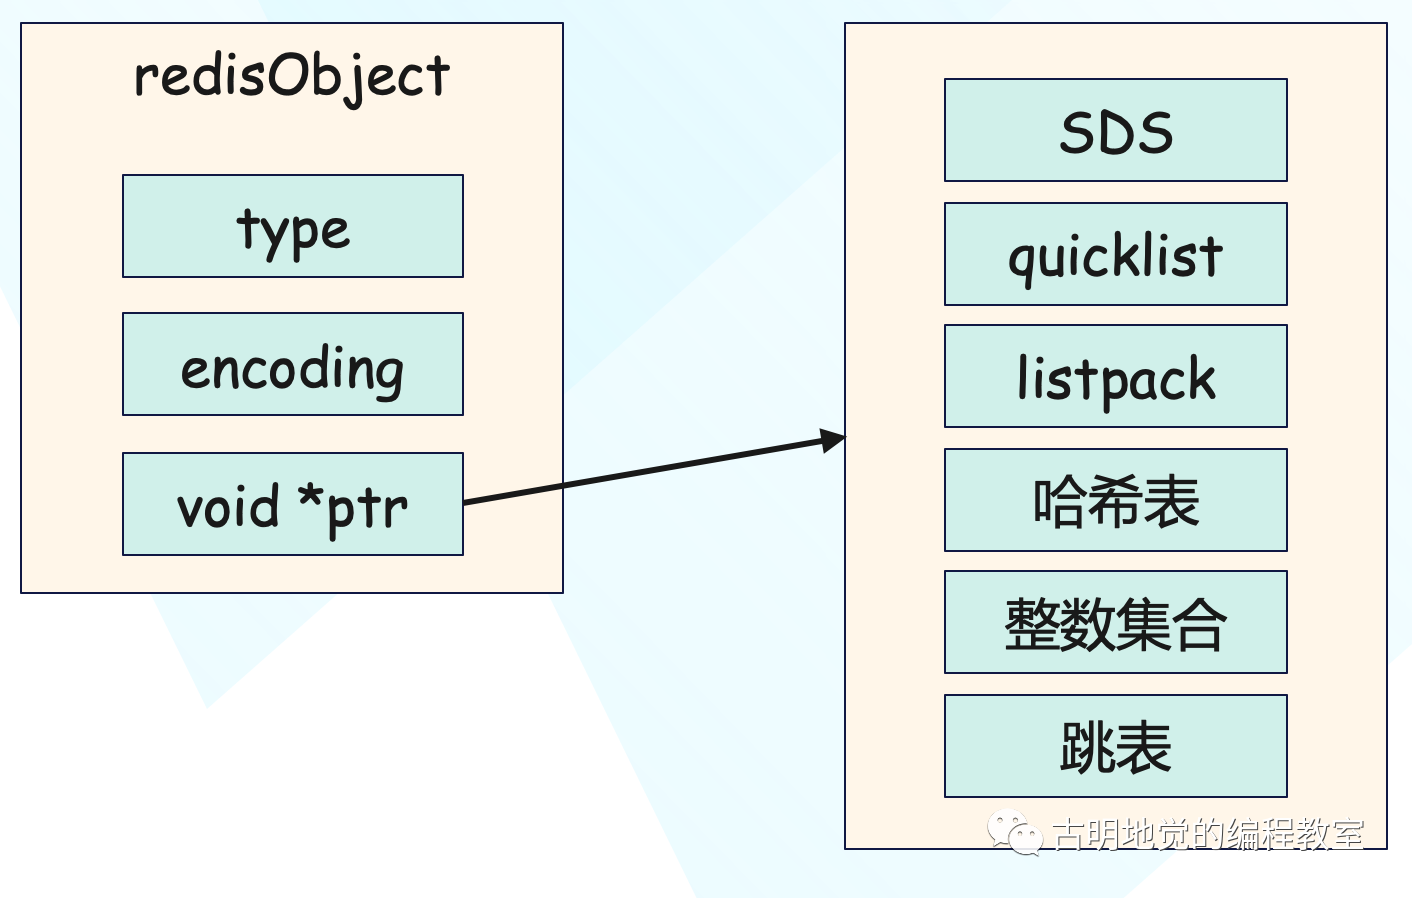 redisObject
type
encoding
void *ptr
SDS
quicklist
listpack
哈希表
整数集合
跳表
古明地觉的编程教室